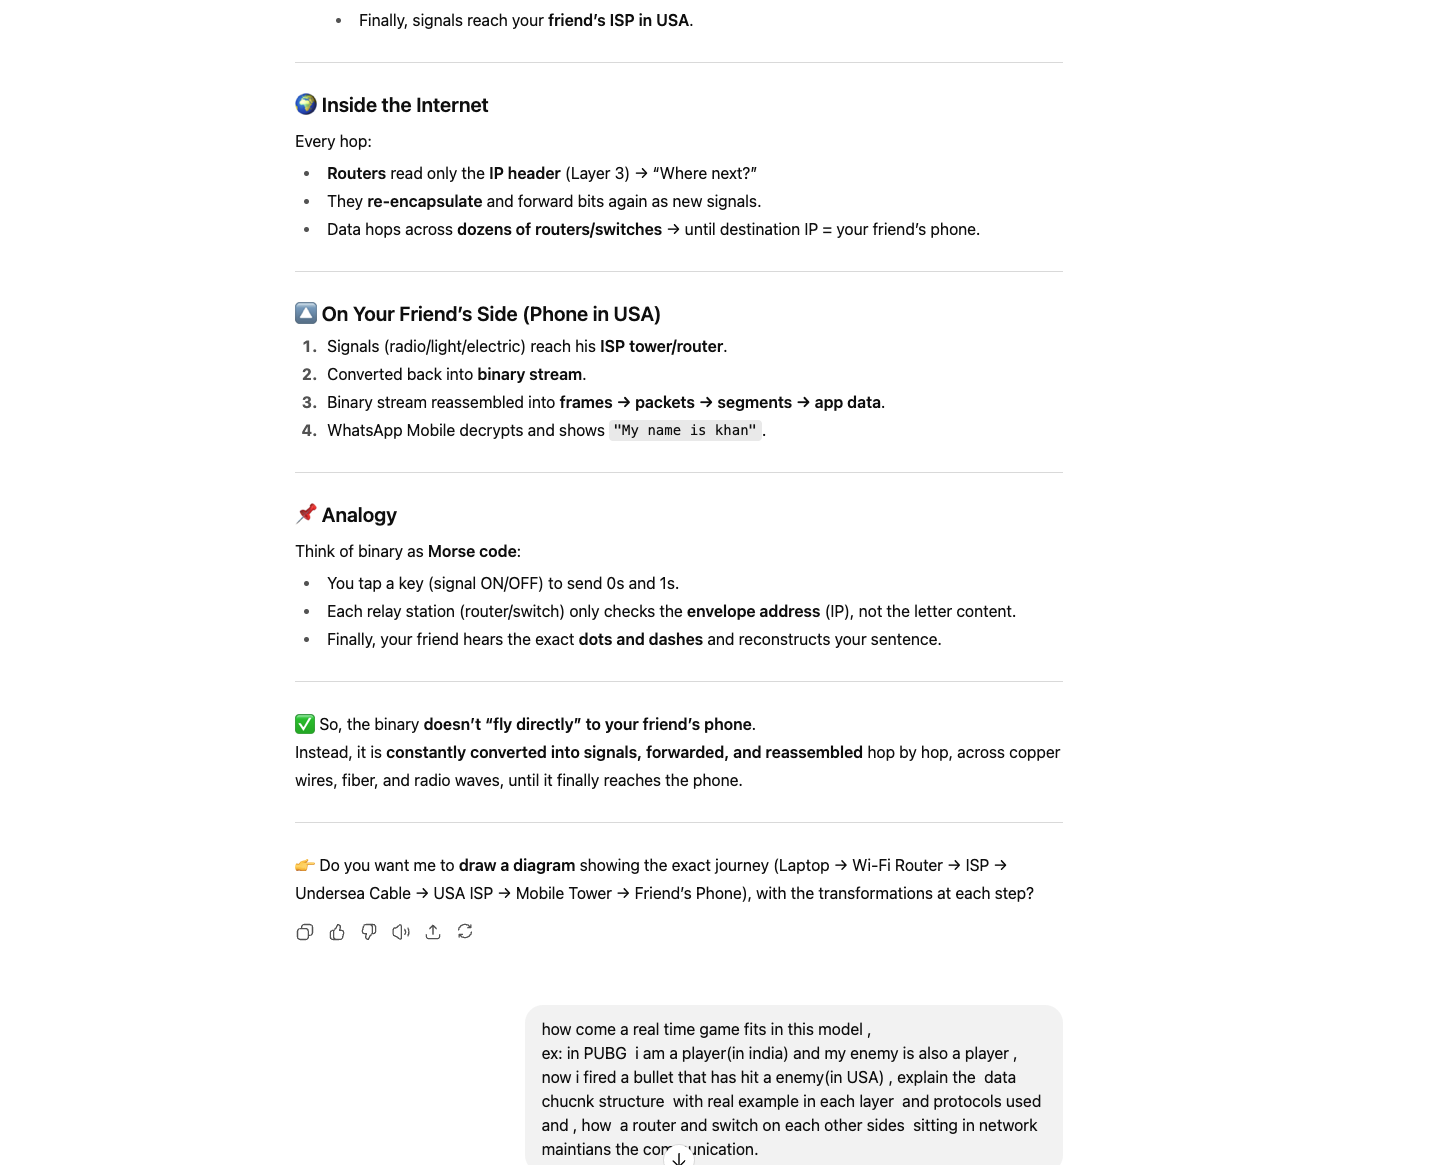 Finally, signals reach your friend’s ISP in USA.
Inside the Internet
Every hop:
Routers read only the IP header (Layer 3) → “Where next?”
They re-encapsulate and forward bits again as new signals.
Data hops across dozens of routers/switches → until destination IP = your friend’s phone.
On Your Friend’s Side (Phone in USA)
1. Signals (radio/light/electric) reach his ISP tower/router.
2. Converted back into binary stream.
3. Binary stream reassembled into frames → packets → segments → app data.
4. WhatsApp Mobile decrypts and shows "My name is khan".
Analogy
Think of binary as Morse code:
You tap a key (signal ON/OFF) to send 0s and 1s.
Each relay station (router/switch) only checks the envelope address (IP), not the letter content.
Finally, your friend hears the exact dots and dashes and reconstructs your sentence.
So, the binary doesn’t “fly directly” to your friend’s phone.
Instead, it is constantly converted into signals, forwarded, and reassembled hop by hop, across copper
wires, fiber, and radio waves, until it finally reaches the phone.
Do you want me to draw a diagram showing the exact journey (Laptop → Wi-Fi Router → ISP →
Undersea Cable → USA ISP → Mobile Tower → Friend’s Phone), with the transformations at each step?
how come a real time game fits in this model ,
ex: in PUBG i am a player(in india) and my enemy is also a player ,
now i fired a bullet that has hit a enemy(in USA) , explain the data
chucnk structure with real example in each layer and protocols used
and , how a router and switch on each other sides sitting in network
maintians the